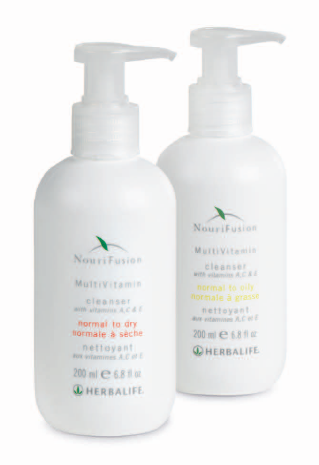 NouriFusion
MultiVitamin
cleanser
with vitamins A,C & E
normal to dry
normale à sèche
nettoyant
aux vitamines A,C et E
200 ml e 6.8 fl oz
HERBALIFE.
NouriFusion
MultiVitamin
cleanser
with vitamins A,C & E
normal to oily
normale à grasse
nettoyant
aux vitamines A,C et E
200 ml e 6.8 fl oz
HERBALIFE.